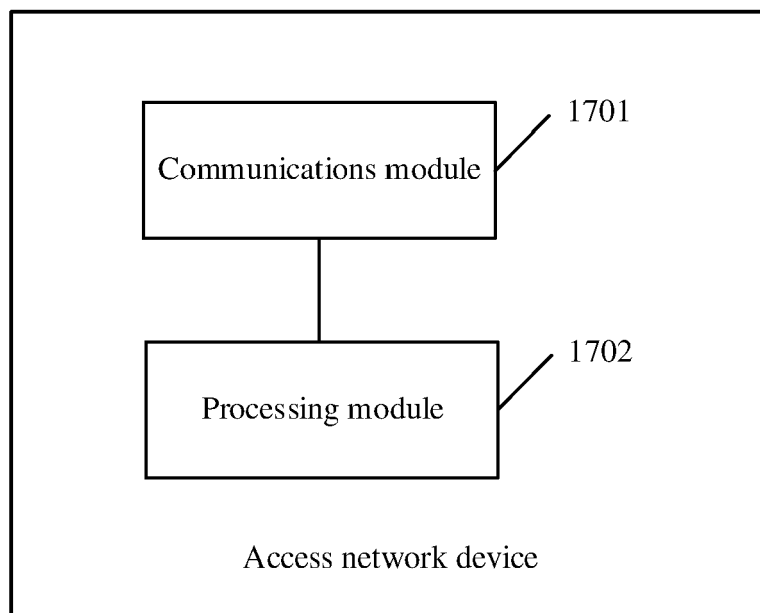 1701
Communications module
1702
Processing module
Access network device